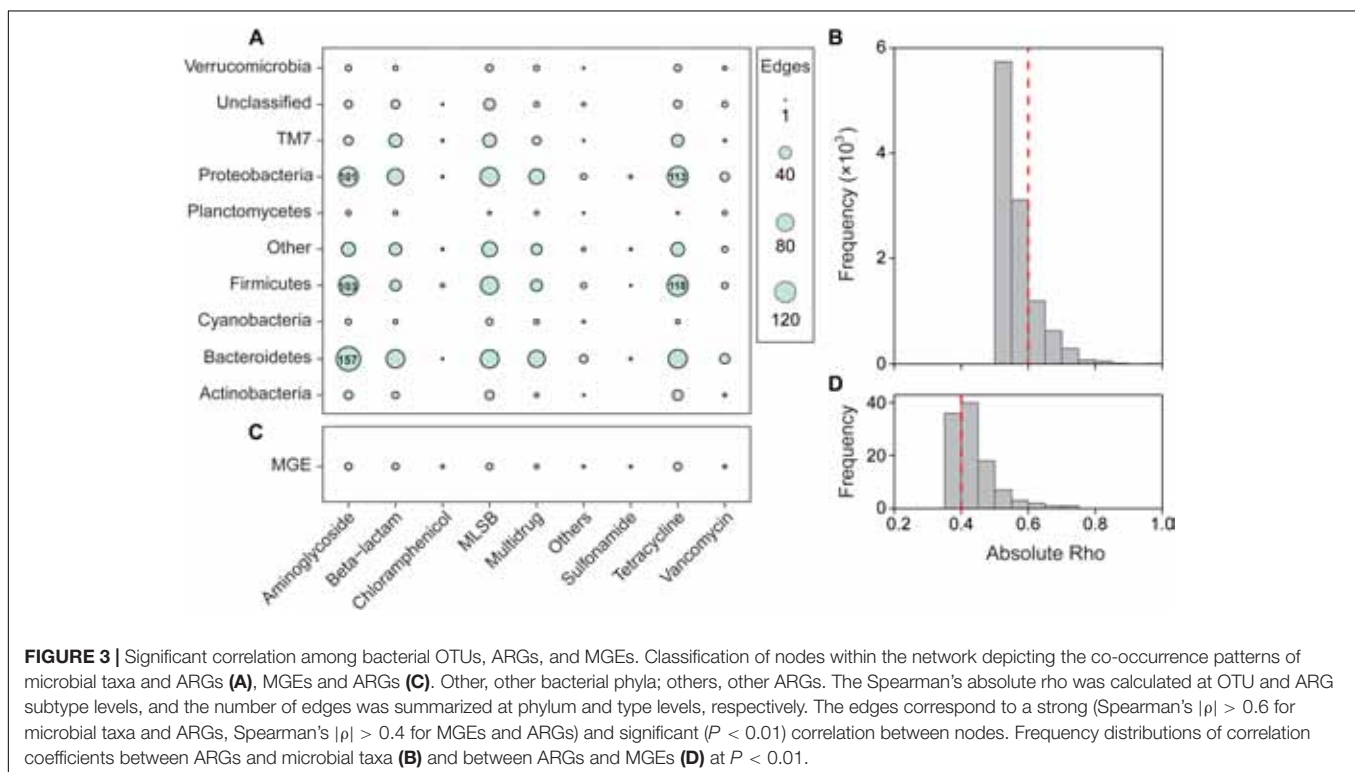 A
Verrucomicrobia
Unclassified
TM7
Proteobacteria
Planctomycetes
Other
Firmicutes
Cyanobacteria
Bacteroidetes
Actinobacteria
101
113
103
118
157
Edges
1
40
80
120
C
MGE
Aminoglycoside
Beta-lactam
Chloramphenicol
MLSB
Multidrug
Others
Sulfonamide
Tetracycline
Vancomycin
B
Frequency (×10³)
6
4
2
0
D
Frequency
40
20
0
0.2 0.4 0.6 0.8 1.0
Absolute Rho
FIGURE 3 | Significant correlation among bacterial OTUs, ARGs, and MGEs. Classification of nodes within the network depicting the co-occurrence patterns of
microbial taxa and ARGs (A), MGEs and ARGs (C). Other, other bacterial phyla; others, other ARGs. The Spearman's absolute rho was calculated at OTU and ARG
subtype levels, and the number of edges was summarized at phylum and type levels, respectively. The edges correspond to a strong (Spearman's |ρ| > 0.6 for
microbial taxa and ARGs, Spearman's |ρ| > 0.4 for MGEs and ARGs) and significant (P < 0.01) correlation between nodes. Frequency distributions of correlation
coefficients between ARGs and microbial taxa (B) and between ARGs and MGEs (D) at P < 0.01.